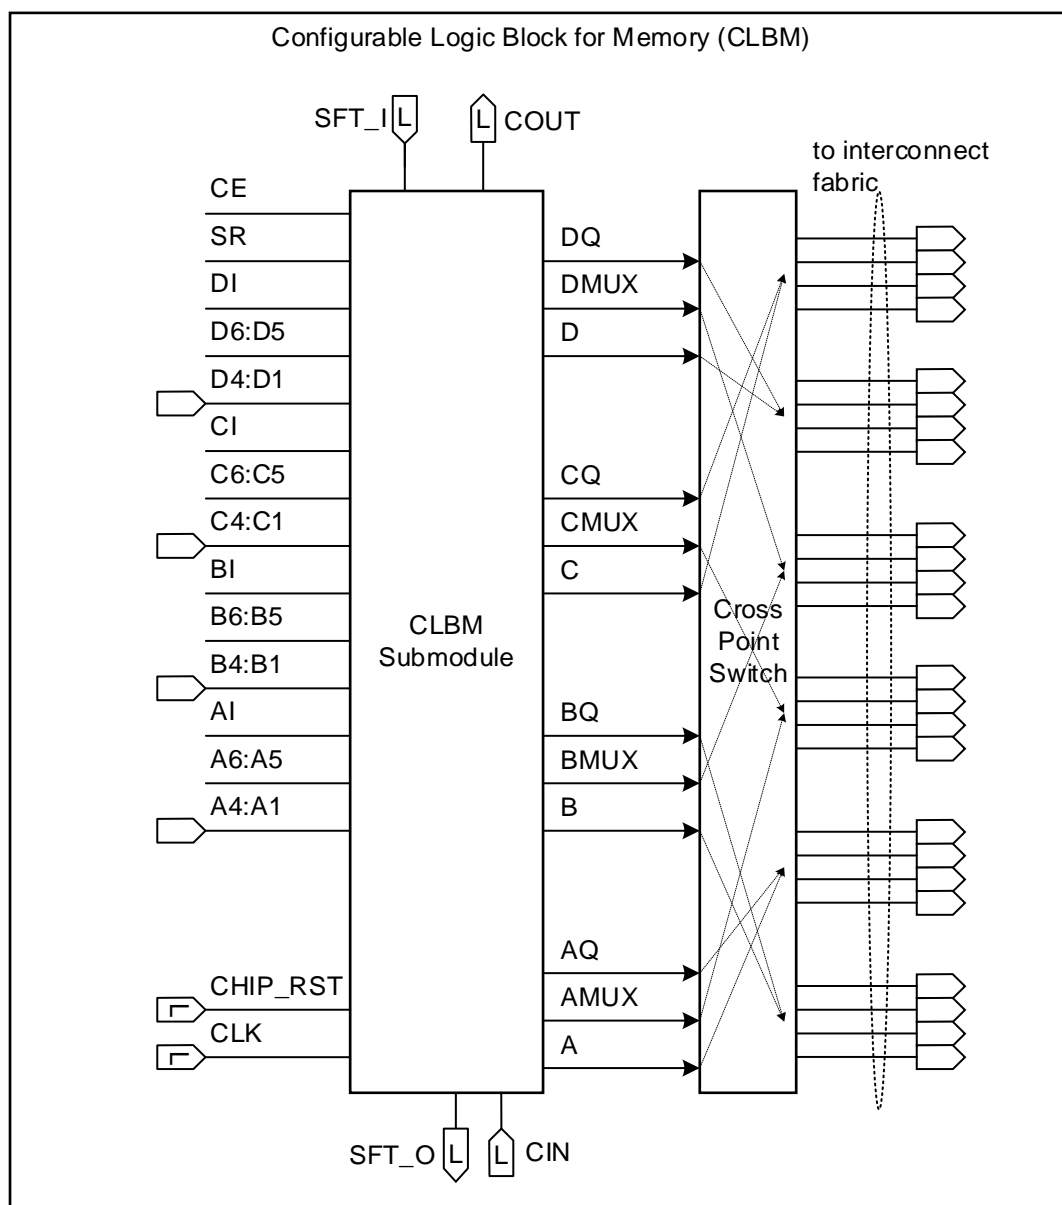 Configurable Logic Block for Memory (CLBM)
SFT_I L
L COUT
to interconnect
fabric
CE
SR
DI
D6:D5
D4:D1
CI
C6:C5
C4:C1
BI
B6:B5
B4:B1
AI
A6:A5
A4:A1
CHIP_RST
L
CLK
L
CLBM
Submodule
DQ
DMUX
D
CQ
CMUX
C
BQ
BMUX
B
AQ
AMUX
A
Cross
Point
Switch
SFT_O L
L CIN